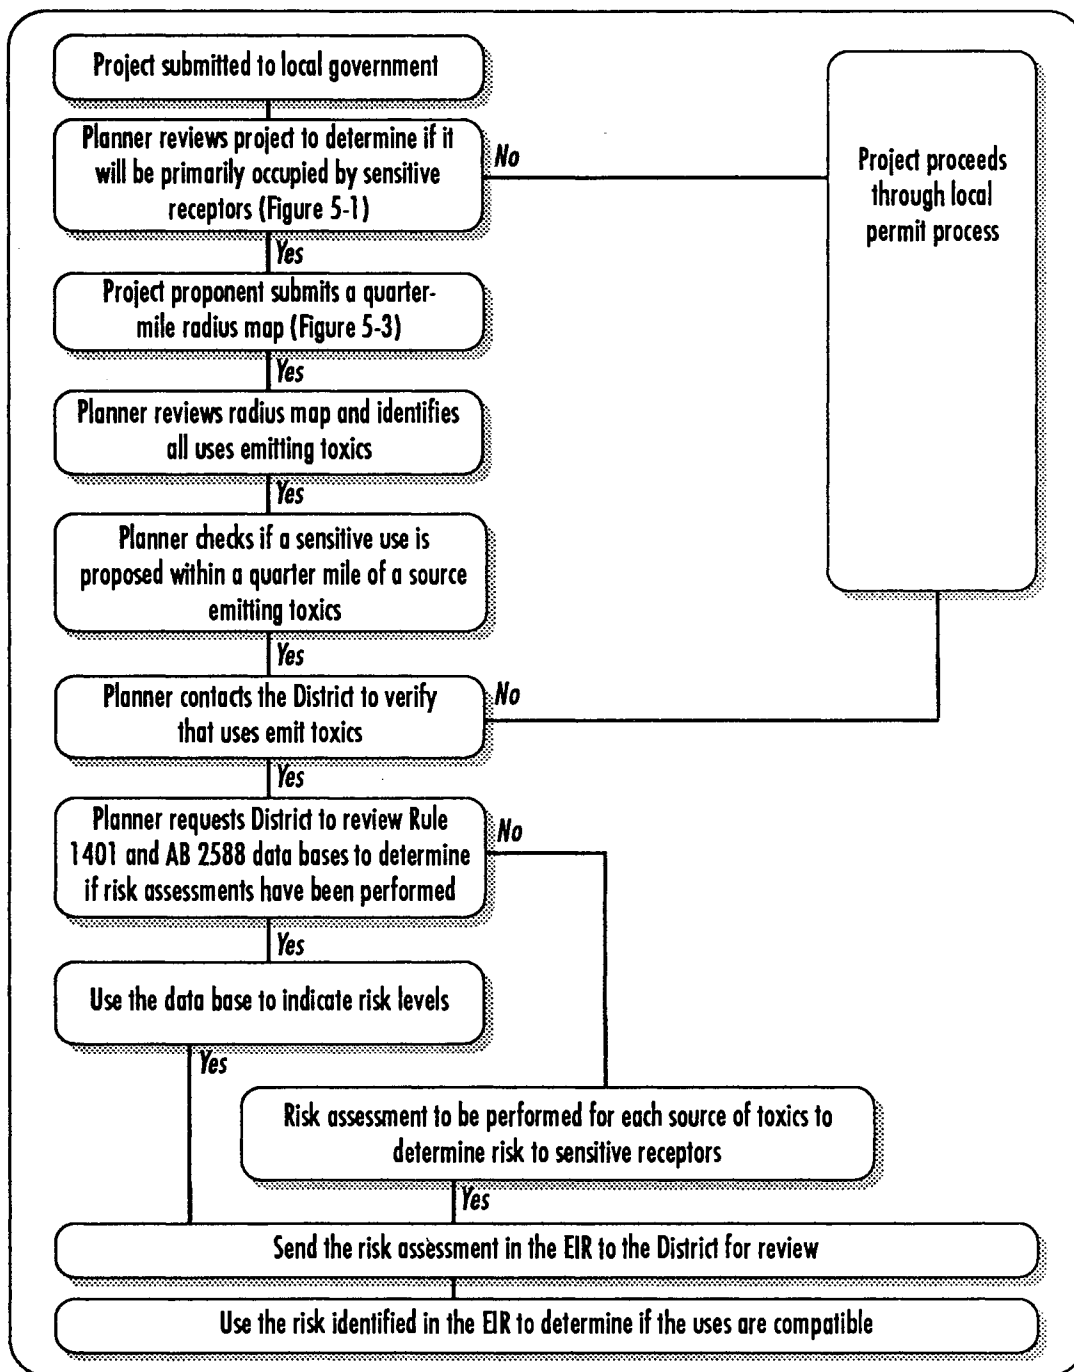 Project submitted to local government
Planner reviews project to determine if it
will be primarily occupied by sensitive
receptors (Figure 5-1)
No
Project proceeds
through local
permit process
Yes
Project proponent submits a quarter-
mile radius map (Figure 5-3)
Yes
Planner reviews radius map and identifies
all uses emitting toxics
Yes
Planner checks if a sensitive use is
proposed within a quarter mile of a source
emitting toxics
Yes
Planner contacts the District to verify
that uses emit toxics
No
Yes
Planner requests District to review Rule
1401 and AB 2588 data bases to determine
if risk assessments have been performed
No
Yes
Use the data base to indicate risk levels
Yes
Risk assessment to be performed for each source of toxics to
determine risk to sensitive receptors
Yes
Send the risk assessment in the EIR to the District for review
Use the risk identified in the EIR to determine if the uses are compatible